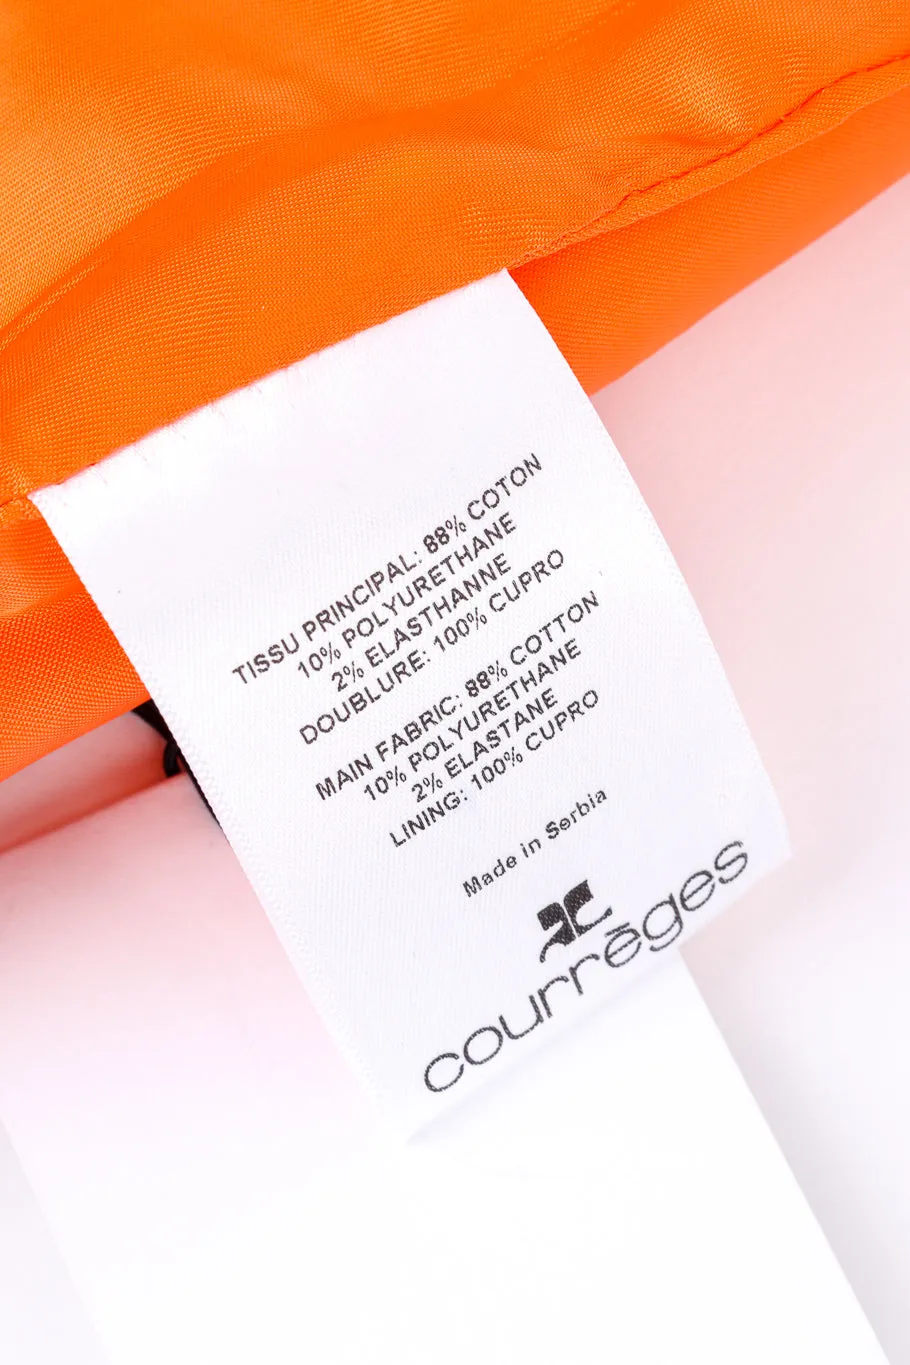 TISSU PRINCIPAL: 88% COTON
10% POLYURETHANE
2% ELASTHANNE
DOUBLURE: 100% CUPRO
MAIN FABRIC: 88% COTTON
10% POLYURETHANE
2% ELASTANE
LINING: 100% CUPRO
Made in Serbia
courrèges